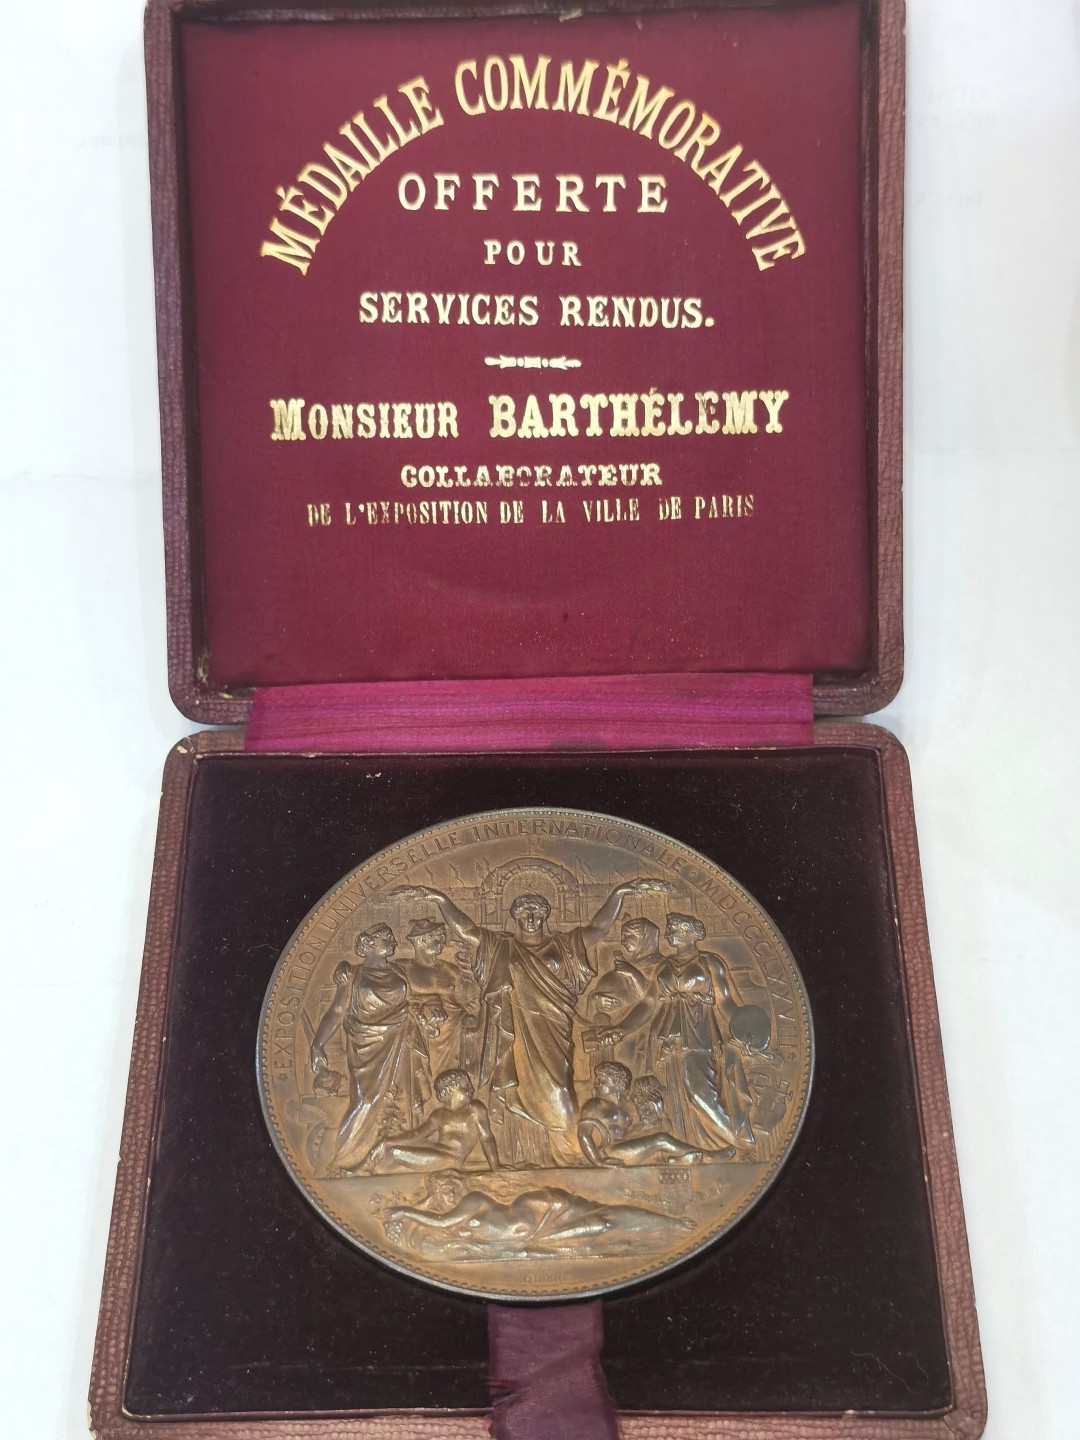 MÉDAILLE COMMÉMORATIVE
OFFERTE
POUR
SERVICES RENDUS.
MONSIEUR BARTHÉLEMY
COLLABORATEUR
DE L'EXPOSITION DE LA VILLE DE PARIS
EXPOSITION UNIVERSELLE INTERNATIONALE · MDCCCLXXVIII